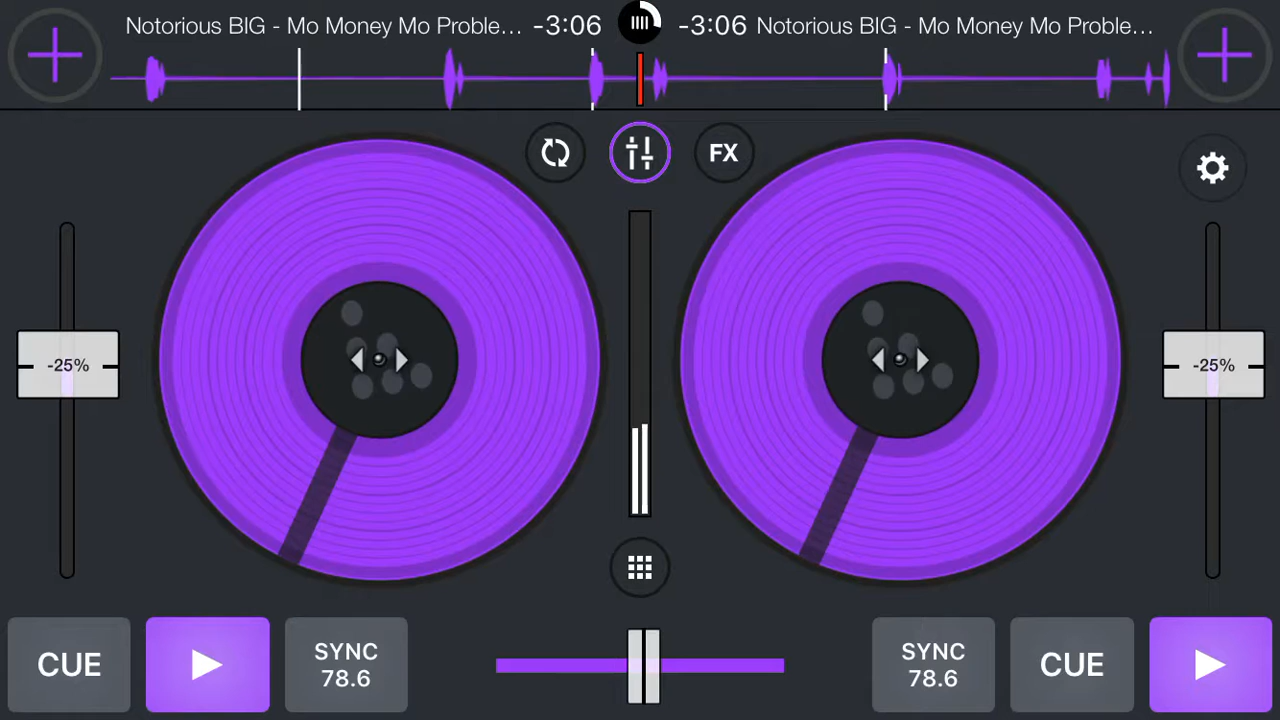 Notorious BIG - Mo Money Mo Proble... -3:06
-3:06 Notorious BIG - Mo Money Mo Proble...
FX
-25%
-25%
CUE
SYNC
78.6
SYNC
78.6
CUE